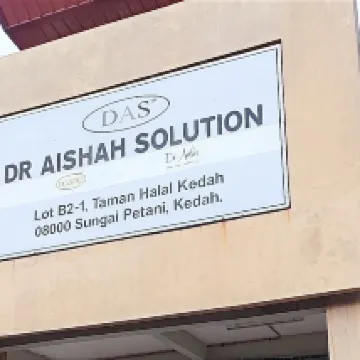 DAS
DR AISHAH SOLUTION
Lot B2-1, Taman Halal Kedah
08000 Sungai Petani, Kedah.